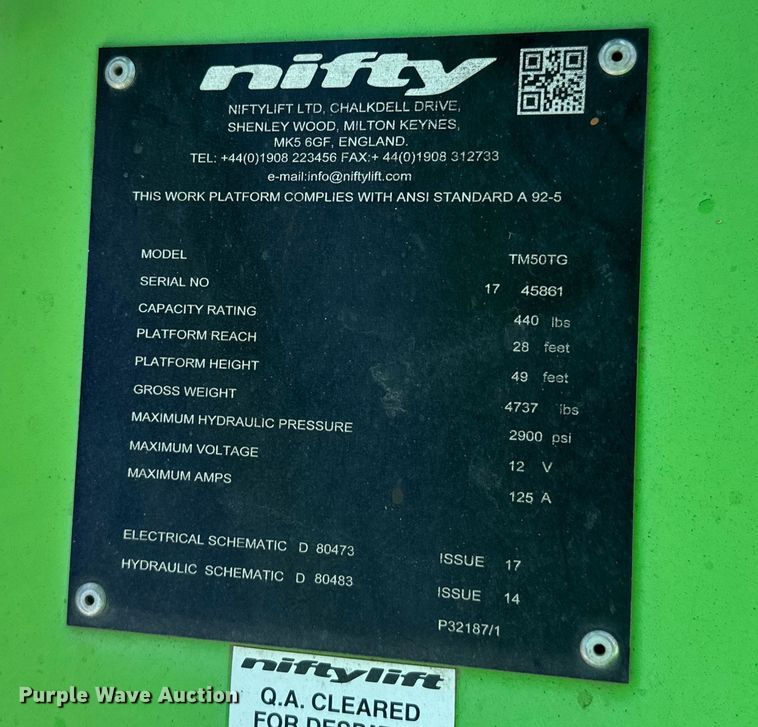 nifty
NIFTYLIFT LTD, CHALKDELL DRIVE,
SHENLEY WOOD, MILTON KEYNES,
MK5 6GF, ENGLAND.
TEL: +44(0)1908 223456 FAX:+ 44(0)1908 312733
e-mail:info@niftylift.com
THIS WORK PLATFORM COMPLIES WITH ANSI STANDARD A 92-5
MODEL TM50TG
SERIAL NO 17 45861
CAPACITY RATING 440 lbs
PLATFORM REACH 28 feet
PLATFORM HEIGHT 49 feet
GROSS WEIGHT 4737 lbs
MAXIMUM HYDRAULIC PRESSURE 2900 psi
MAXIMUM VOLTAGE 12 V
MAXIMUM AMPS 125 A
ELECTRICAL SCHEMATIC D 80473 ISSUE 17
HYDRAULIC SCHEMATIC D 80483 ISSUE 14
P32187/1
niftylift
Q.A. CLEARED
FOR
Purple Wave Auction